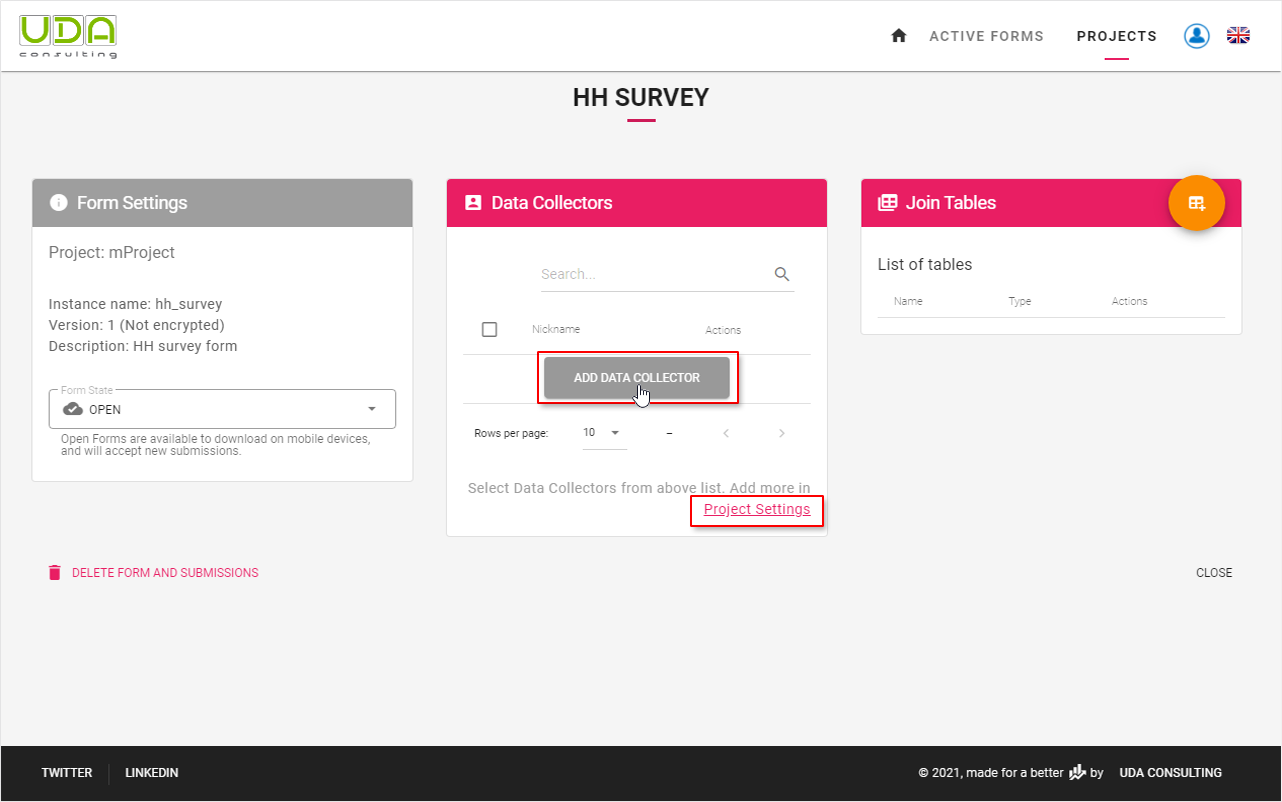 UDA
consulting
ACTIVE FORMS
PROJECTS
HH SURVEY
Form Settings
Project: mProject
Instance name: hh_survey
Version: 1 (Not encrypted)
Description: HH survey form
Form State
OPEN
Open Forms are available to download on mobile devices,
and will accept new submissions.
Data Collectors
Search...
Nickname Actions
ADD DATA COLLECTOR
Rows per page: 10 –
Select Data Collectors from above list. Add more in
Project Settings
Join Tables
List of tables
Name Type Actions
DELETE FORM AND SUBMISSIONS
CLOSE
TWITTER LINKEDIN
© 2021, made for a better by UDA CONSULTING